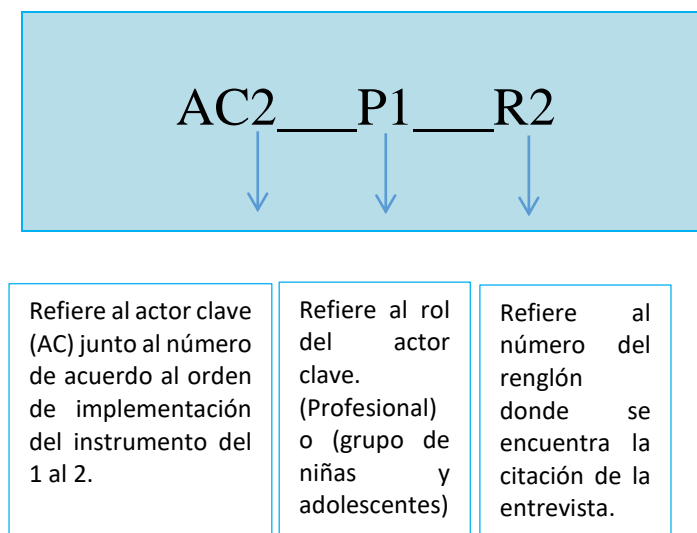 AC2___P1___R2
Refiere al actor clave
(AC) junto al número
de acuerdo al orden
de implementación
del instrumento del
1 al 2.
Refiere al rol
del actor
clave.
(Profesional)
o (grupo de
niñas y
adolescentes)
Refiere al
número del
renglón
donde se
encuentra la
citación de la
entrevista.